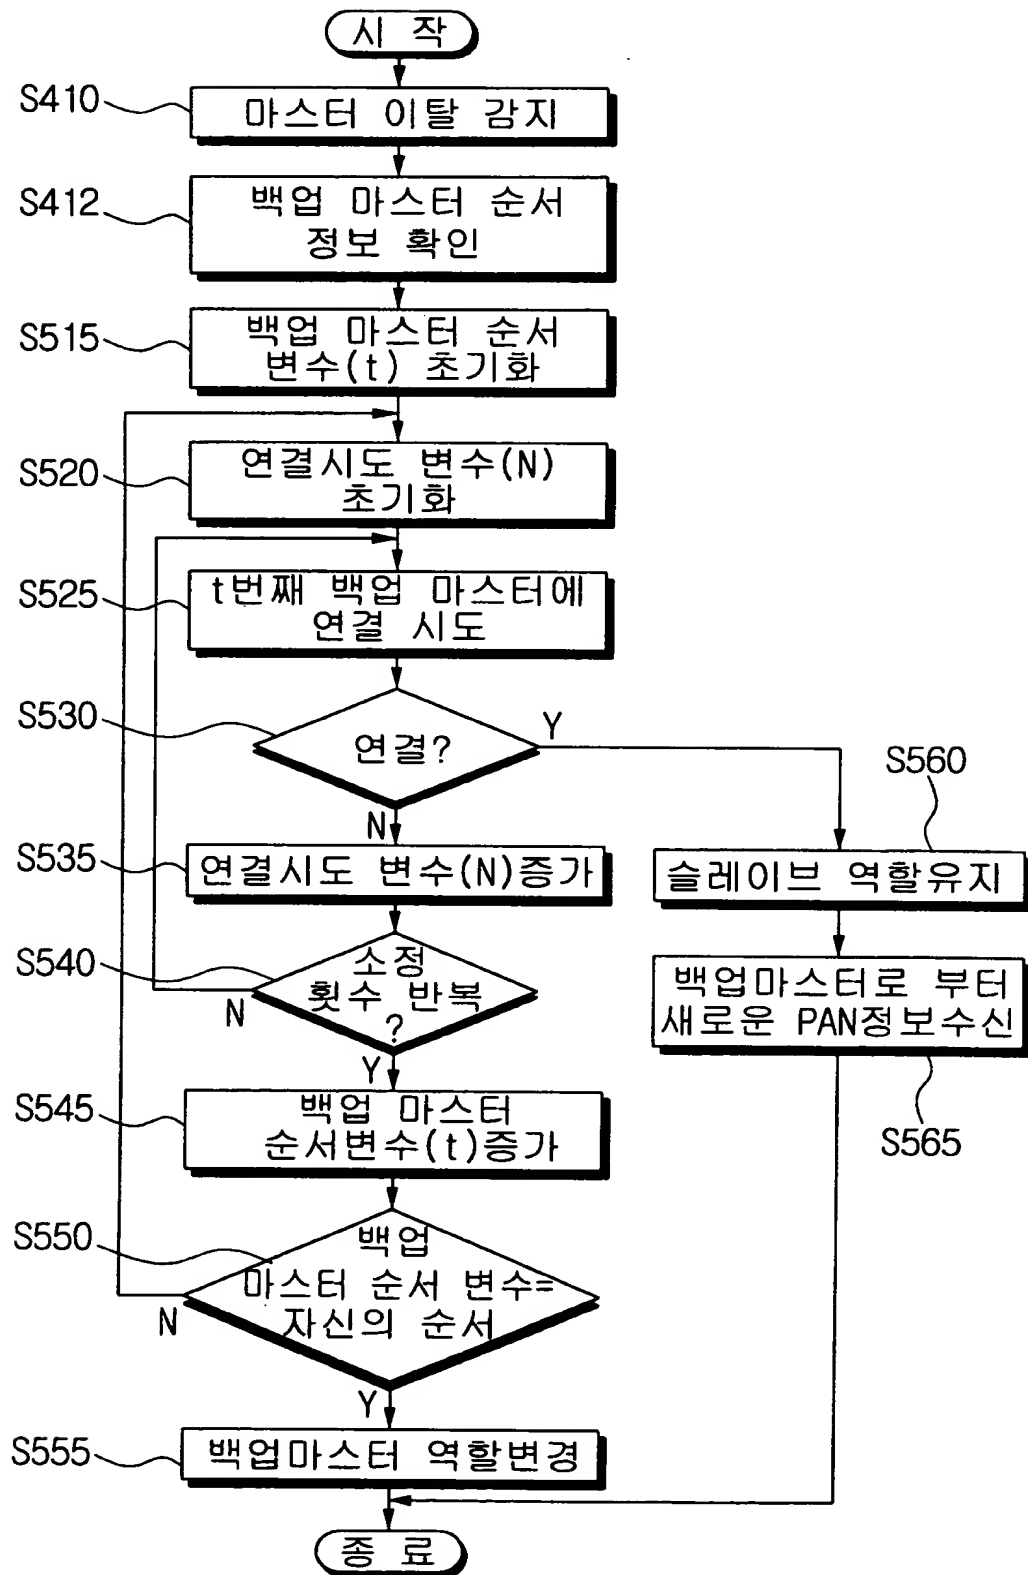 시 작
S410
마스터 이탈 감지
S412
백업 마스터 순서
정보 확인
S515
백업 마스터 순서
변수(t) 초기화
S520
연결시도 변수(N)
초기화
S525
t번째 백업 마스터에
연결 시도
S530
연결?
Y
N
S560
슬레이브 역할유지
S535
연결시도 변수(N)증가
S540
소정
횟수 반복
?
N
Y
백업마스터로 부터
새로운 PAN정보수신
S565
S545
백업 마스터
순서변수(t)증가
S550
백업
마스터 순서 변수=
자신의 순서
N
Y
S555
백업마스터 역할변경
종 료